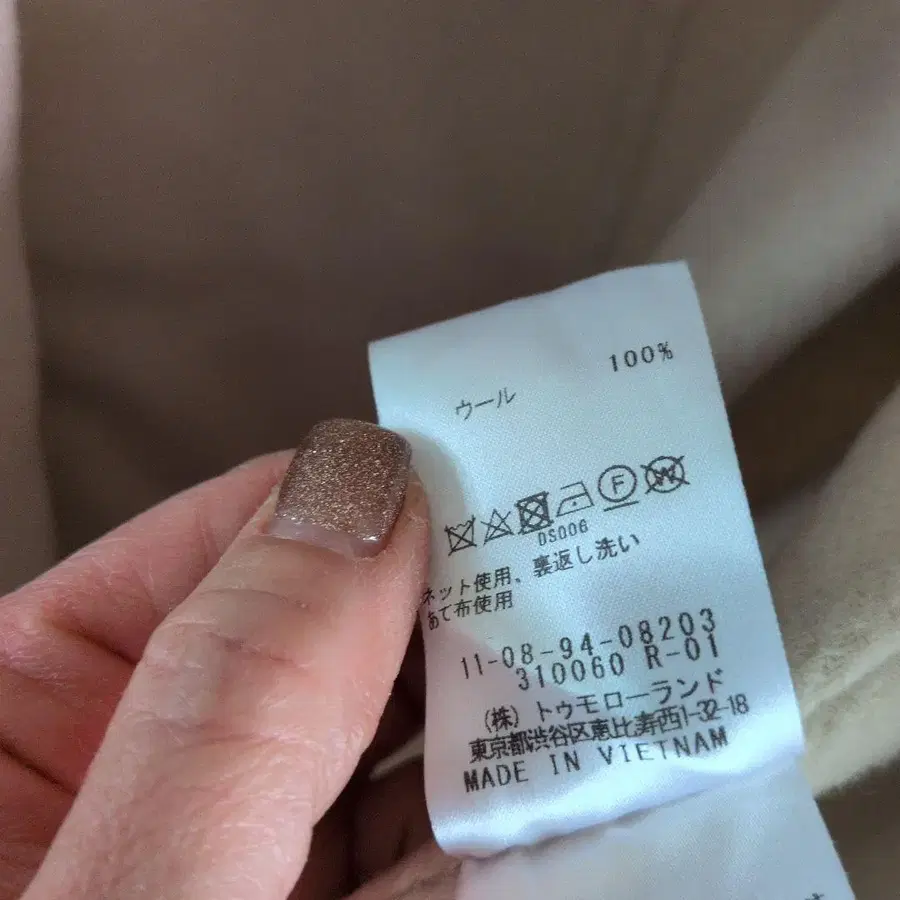 100%
ウール
F W
DS006
ネット使用、裏返し洗い
あて布使用
11-08-94-08203
310060 R-01
(株) トゥモローランド
東京都渋谷区恵比寿西1-32-18
MADE IN VIETNAM